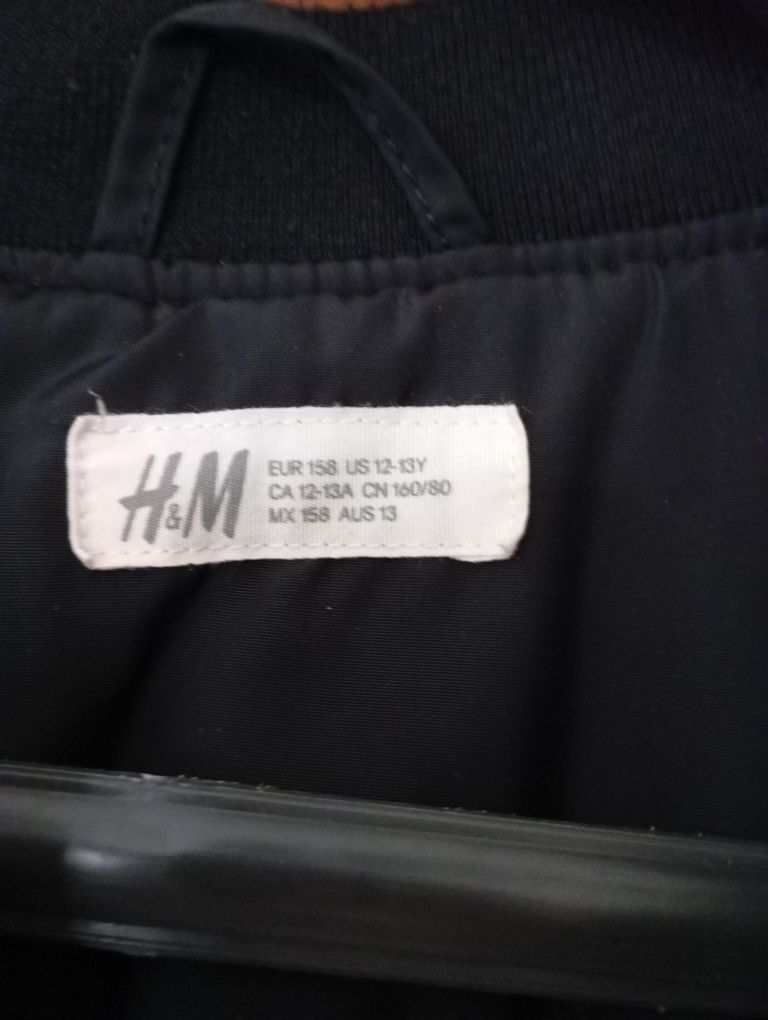 H&M
EUR 158 US 12-13Y
CA 12-13A CN 160/80
MX 158 AUS 13